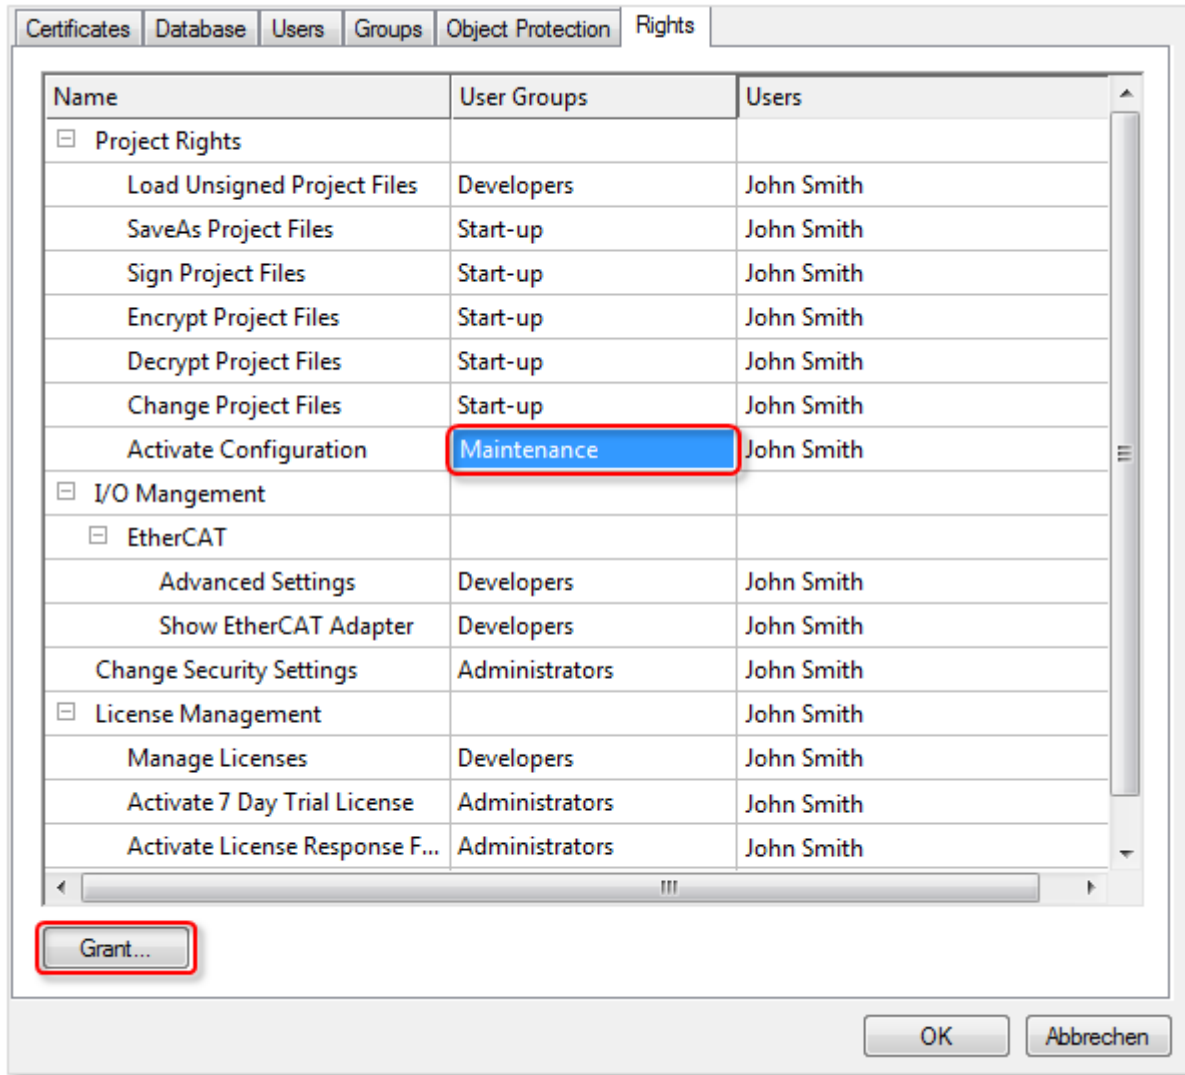 Certificates Database Users Groups Object Protection Rights
Name User Groups Users
Project Rights
Load Unsigned Project Files Developers John Smith
SaveAs Project Files Start-up John Smith
Sign Project Files Start-up John Smith
Encrypt Project Files Start-up John Smith
Decrypt Project Files Start-up John Smith
Change Project Files Start-up John Smith
Activate Configuration Maintenance John Smith
I/O Mangement
EtherCAT
Advanced Settings Developers John Smith
Show EtherCAT Adapter Developers John Smith
Change Security Settings Administrators John Smith
License Management John Smith
Manage Licenses Developers John Smith
Activate 7 Day Trial License Administrators John Smith
Activate License Response F... Administrators John Smith
Grant...
OK Abbrechen